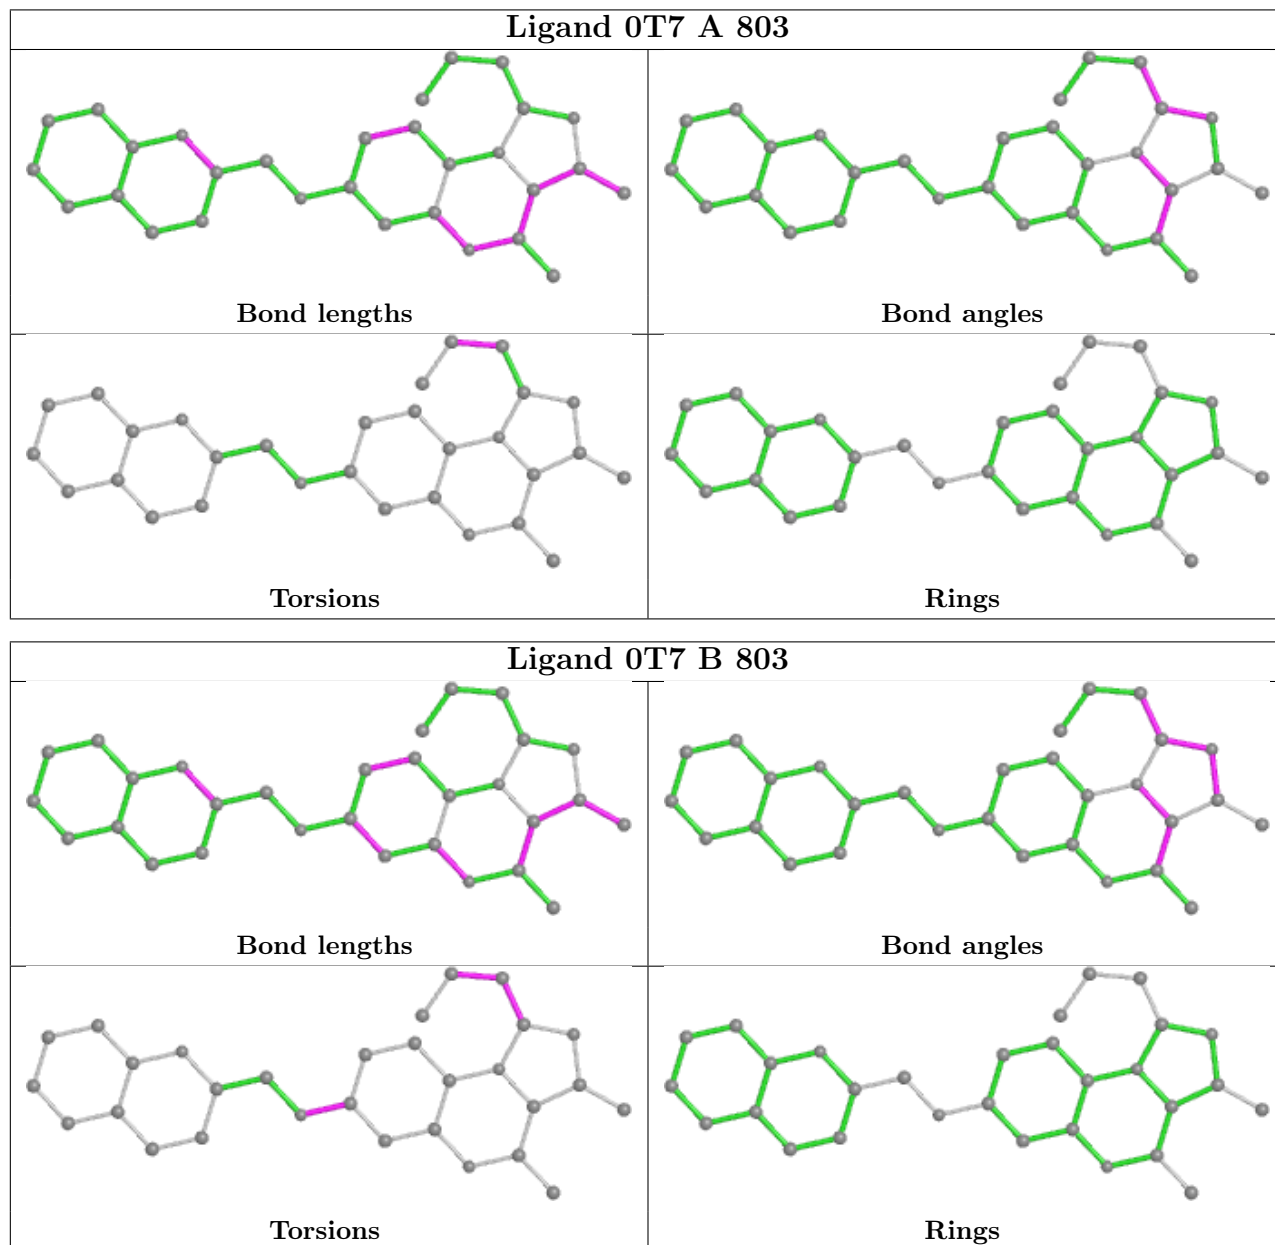 Ligand 0T7 A 803
Bond lengths
Bond angles
Torsions
Rings
Ligand 0T7 B 803
Bond lengths
Bond angles
Torsions
Rings